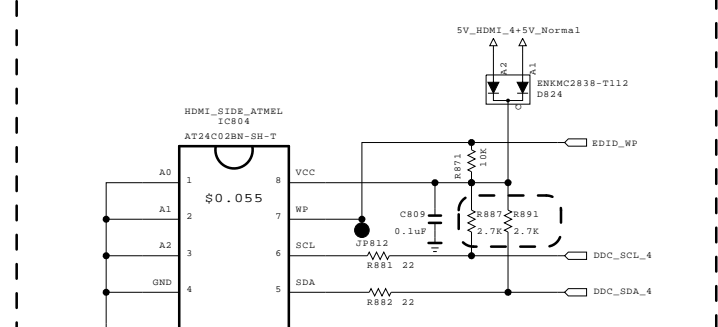 5V_HDMI_4+5V_Normal
A2
A1
ENKMC2838-T112
D824
C
HDMI_SIDE_ATMEL
IC804
AT24C02BN-SH-T
R871
10K
EDID_WP
A0
1
8
VCC
$0.055
A1
2
7
WP
C809
0.1uF
R887
2.7K
R891
2.7K
JP812
A2
3
6
SCL
R881 22
DDC_SCL_4
GND
4
5
SDA
R882 22
DDC_SDA_4